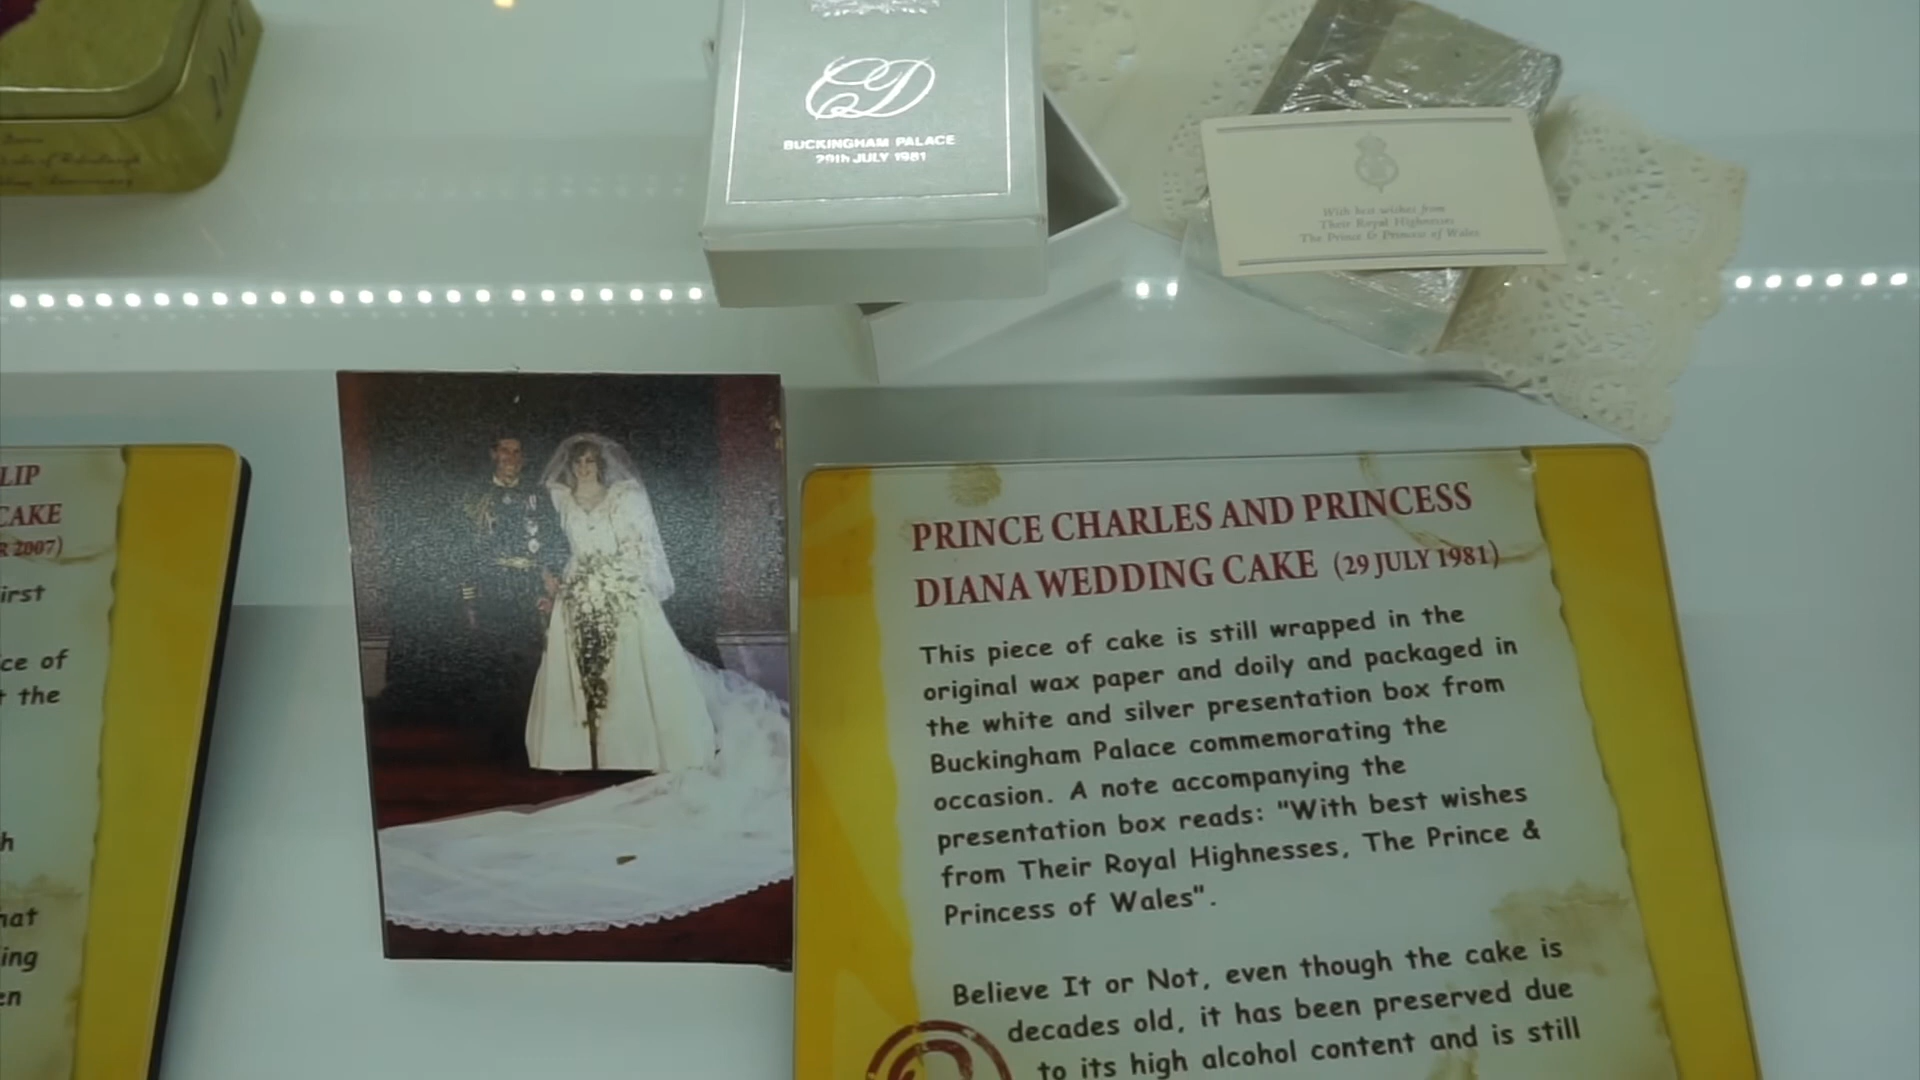 CD
BUCKINGHAM PALACE
29th JULY 1981
With best wishes from
Their Royal Highnesses
The Prince & Princess of Wales
LIP
CAKE
R 2007)
irst
ce of
t the
h
hat
ing
en
PRINCE CHARLES AND PRINCESS
DIANA WEDDING CAKE (29 JULY 1981)
This piece of cake is still wrapped in the
original wax paper and doily and packaged in
the white and silver presentation box from
Buckingham Palace commemorating the
occasion. A note accompanying the
presentation box reads: "With best wishes
from Their Royal Highnesses, The Prince &
Princess of Wales".
Believe It or Not, even though the cake is
decades old, it has been preserved due
to its high alcohol content and is still